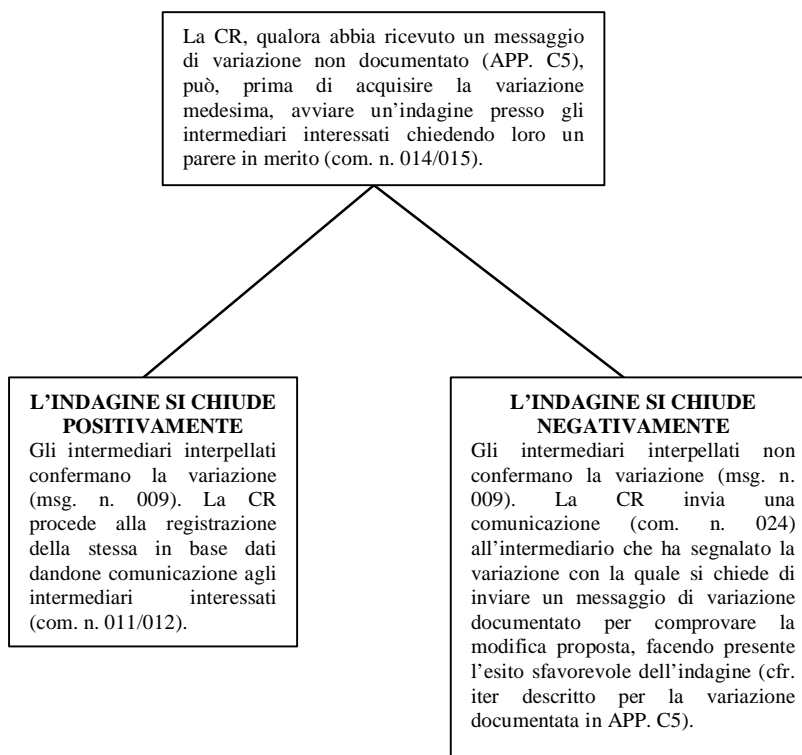 La CR, qualora abbia ricevuto un messaggio
di variazione non documentato (APP. C5),
può, prima di acquisire la variazione
medesima, avviare un'indagine presso gli
intermediari interessati chiedendo loro un
parere in merito (com. n. 014/015).
L'INDAGINE SI CHIUDE
POSITIVAMENTE
Gli intermediari interpellati
confermano la variazione
(msg. n. 009). La CR
procede alla registrazione
della stessa in base dati
dandone comunicazione agli
intermediari interessati
(com. n. 011/012).
L'INDAGINE SI CHIUDE
NEGATIVAMENTE
Gli intermediari interpellati non
confermano la variazione (msg. n.
009). La CR invia una
comunicazione (com. n. 024)
all'intermediario che ha segnalato la
variazione con la quale si chiede di
inviare un messaggio di variazione
documentato per comprovare la
modifica proposta, facendo presente
l'esito sfavorevole dell'indagine (cfr.
iter descritto per la variazione
documentata in APP. C5).